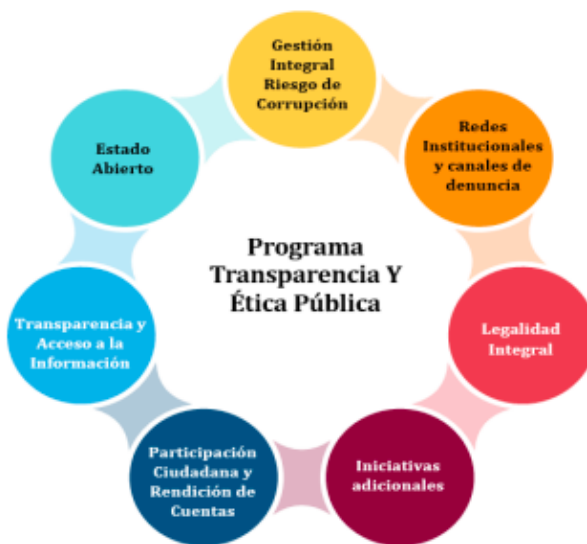 Gestión
Integral
Riesgo de
Corrupción
Redes
Institucionales
y canales de
denuncia
Legalidad
Integral
Iniciativas
adicionales
Participación
Ciudadana y
Rendición de
Cuentas
Transparencia y
Acceso a la
Información
Estado
Abierto
Programa
Transparencia Y
Ética Pública